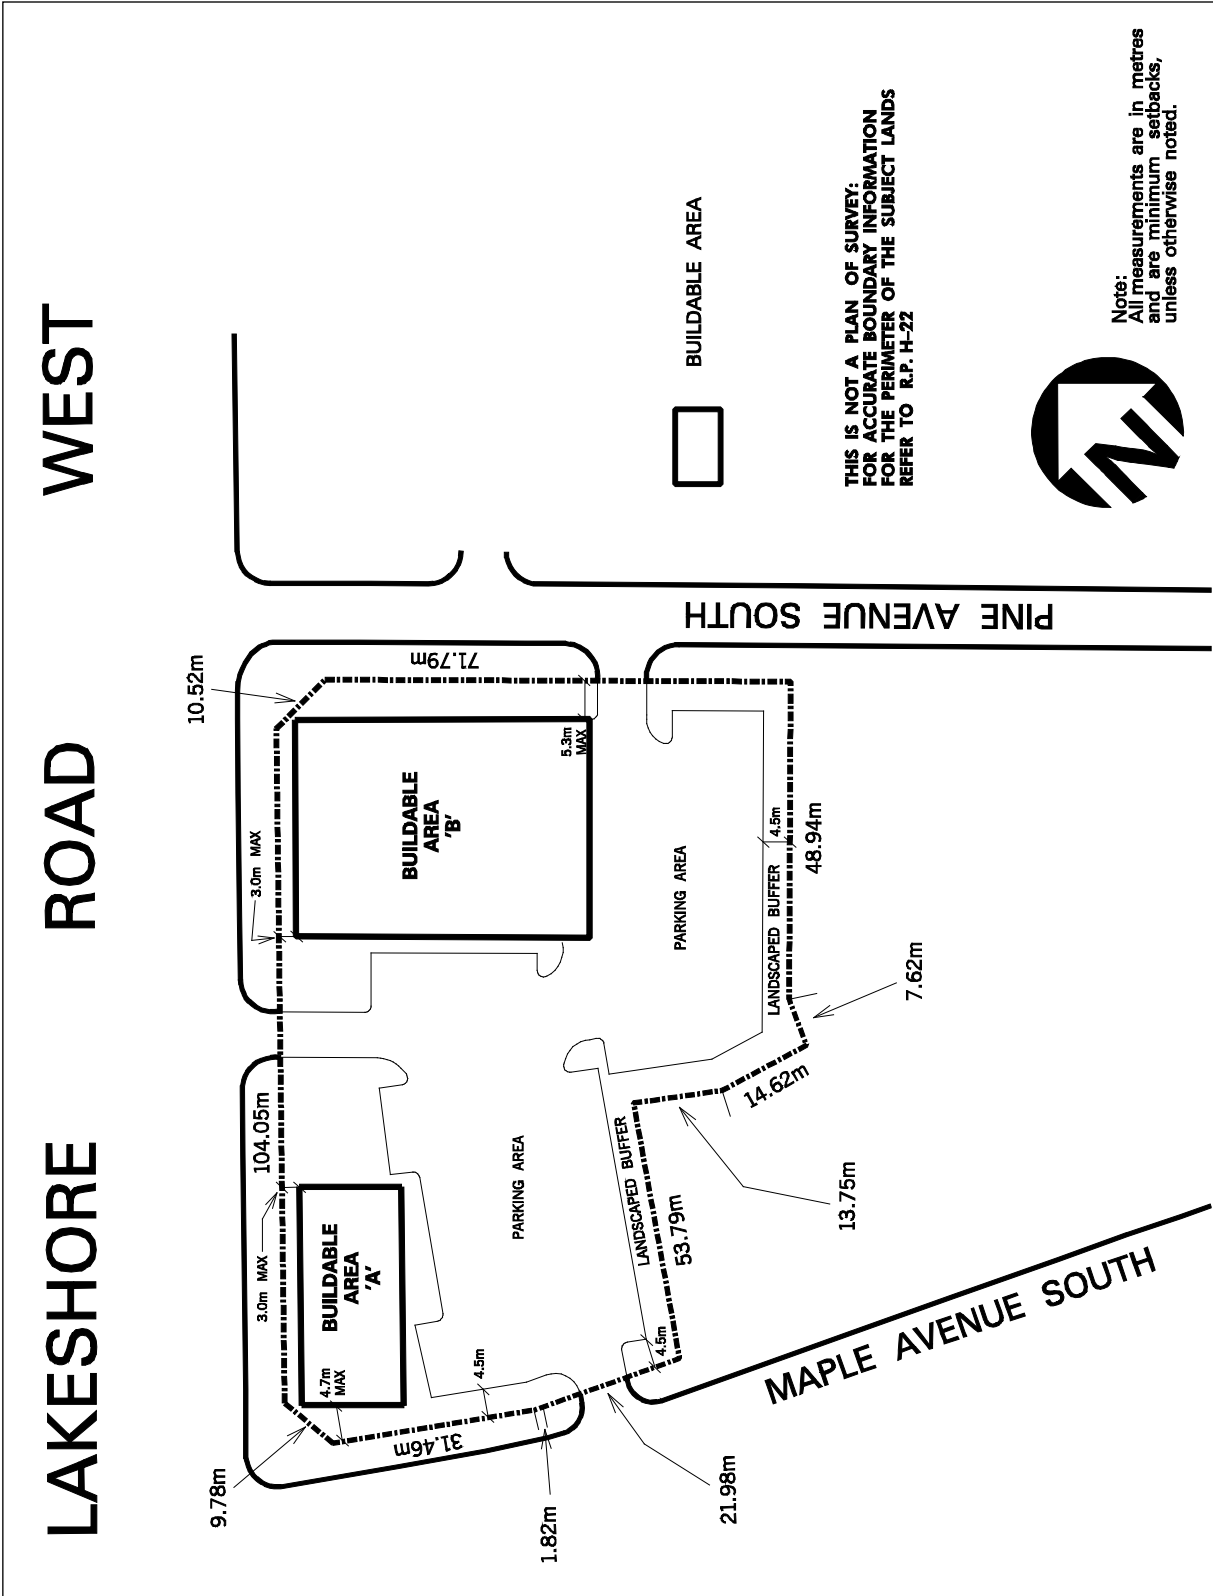 LAKESHORE ROAD WEST
9.78m
10.52m
3.0m MAX
104.05m
3.0m MAX
71.79m
4.7m
MAX
BUILDABLE
AREA
'A'
BUILDABLE
AREA
'B'
5.3m
MAX
31.46m
4.5m
1.82m
PARKING AREA
PARKING AREA
LANDSCAPED BUFFER
4.5m
53.79m
21.98m
13.75m
14.62m
LANDSCAPED BUFFER
4.5m
48.94m
7.62m
PINE AVENUE SOUTH
MAPLE AVENUE SOUTH
BUILDABLE AREA
THIS IS NOT A PLAN OF SURVEY:
FOR ACCURATE BOUNDARY INFORMATION
FOR THE PERIMETER OF THE SUBJECT LANDS
REFER TO R.P. H-22
N
Note:
All measurements are in metres
and are minimum setbacks,
unless otherwise noted.